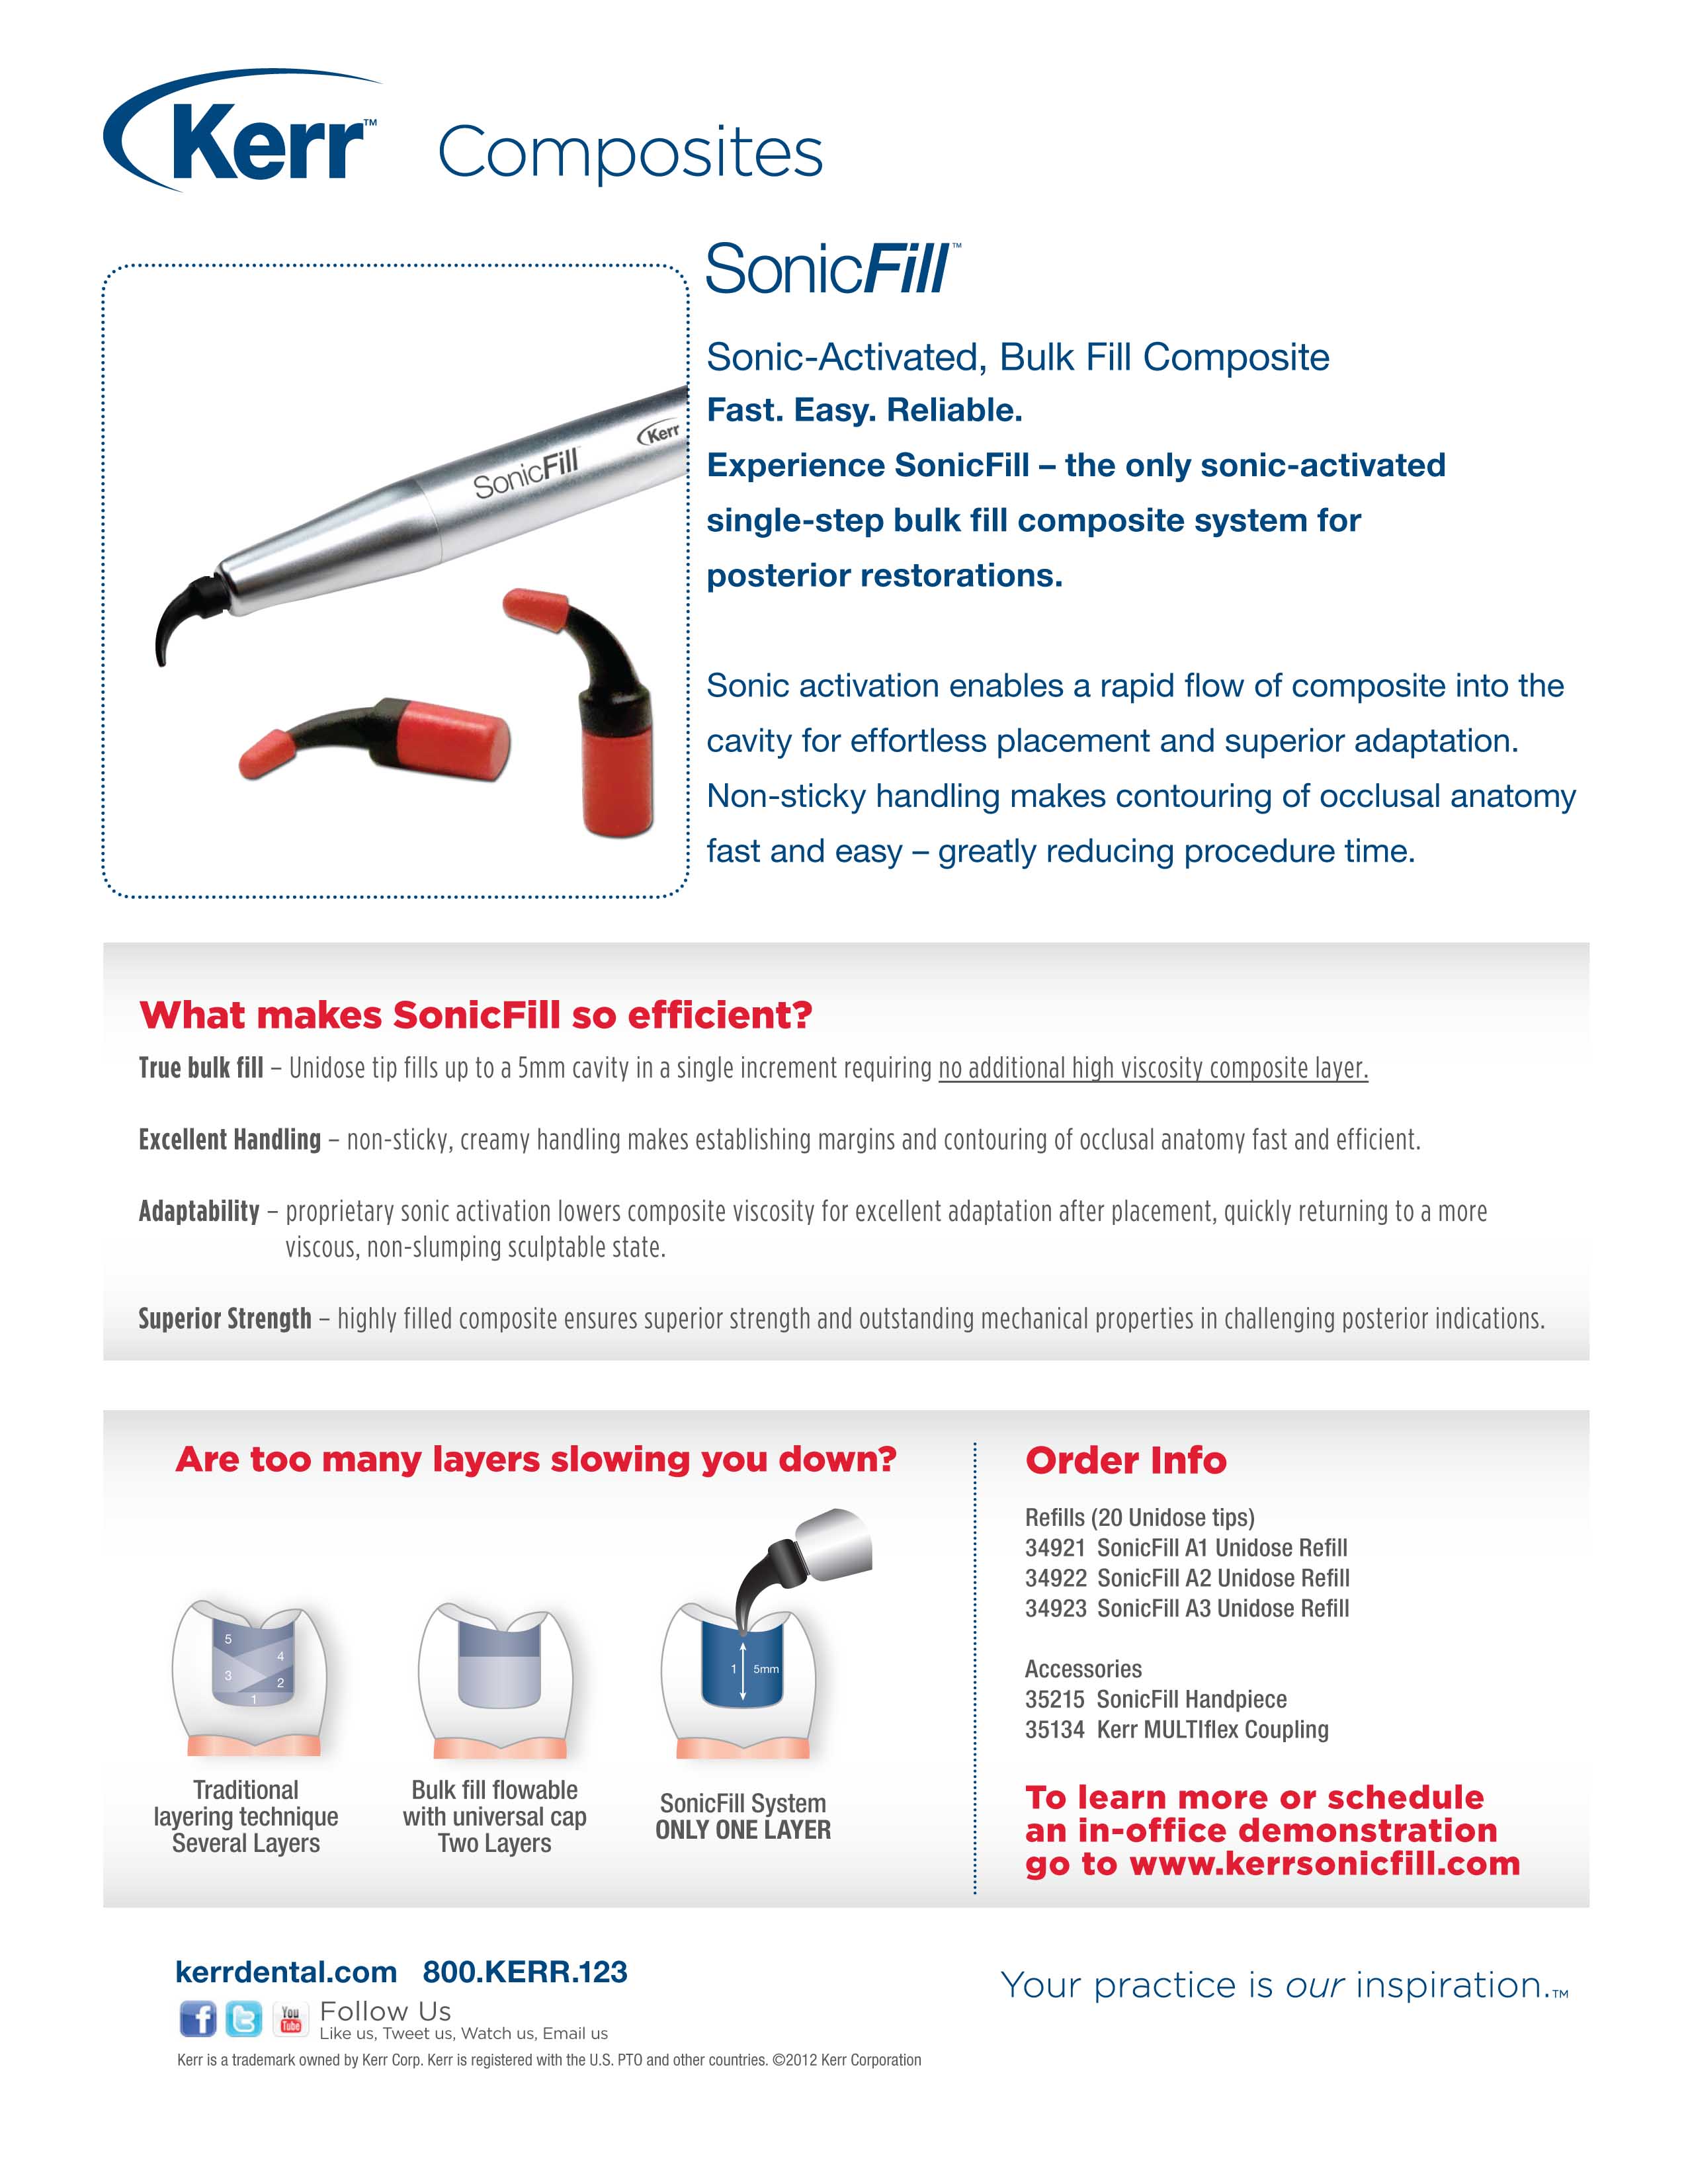 Kerr™ Composites
SonicFill™
Sonic-Activated, Bulk Fill Composite
Fast. Easy. Reliable.
Experience SonicFill – the only sonic-activated
single-step bulk fill composite system for
posterior restorations.
Sonic activation enables a rapid flow of composite into the
cavity for effortless placement and superior adaptation.
Non-sticky handling makes contouring of occlusal anatomy
fast and easy – greatly reducing procedure time.
SonicFill
Kerr
What makes SonicFill so efficient?
True bulk fill – Unidose tip fills up to a 5mm cavity in a single increment requiring no additional high viscosity composite layer.
Excellent Handling – non-sticky, creamy handling makes establishing margins and contouring of occlusal anatomy fast and efficient.
Adaptability – proprietary sonic activation lowers composite viscosity for excellent adaptation after placement, quickly returning to a more
viscous, non-slumping sculptable state.
Superior Strength – highly filled composite ensures superior strength and outstanding mechanical properties in challenging posterior indications.
Are too many layers slowing you down?
5
4
3
2
1
1 5mm
Traditional
layering technique
Several Layers
Bulk fill flowable
with universal cap
Two Layers
SonicFill System
ONLY ONE LAYER
Order Info
Refills (20 Unidose tips)
34921 SonicFill A1 Unidose Refill
34922 SonicFill A2 Unidose Refill
34923 SonicFill A3 Unidose Refill
Accessories
35215 SonicFill Handpiece
35134 Kerr MULTIflex Coupling
To learn more or schedule
an in-office demonstration
go to www.kerrsonicfill.com
kerrdental.com 800.KERR.123
f t You Tube Follow Us
Like us, Tweet us, Watch us, Email us
Kerr is a trademark owned by Kerr Corp. Kerr is registered with the U.S. PTO and other countries. ©2012 Kerr Corporation
Your practice is our inspiration.™